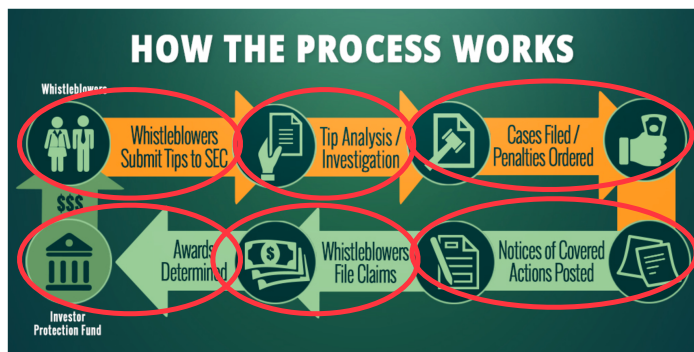 HOW THE PROCESS WORKS
Whistleblowers
Whistleblowers
Submit Tips to SEC
Tip Analysis /
Investigation
Cases Filed /
Penalties Ordered
$$$
Awards
Determined
$
Whistleblowers
File Claims
Notices of Covered
Actions Posted
Investor
Protection Fund